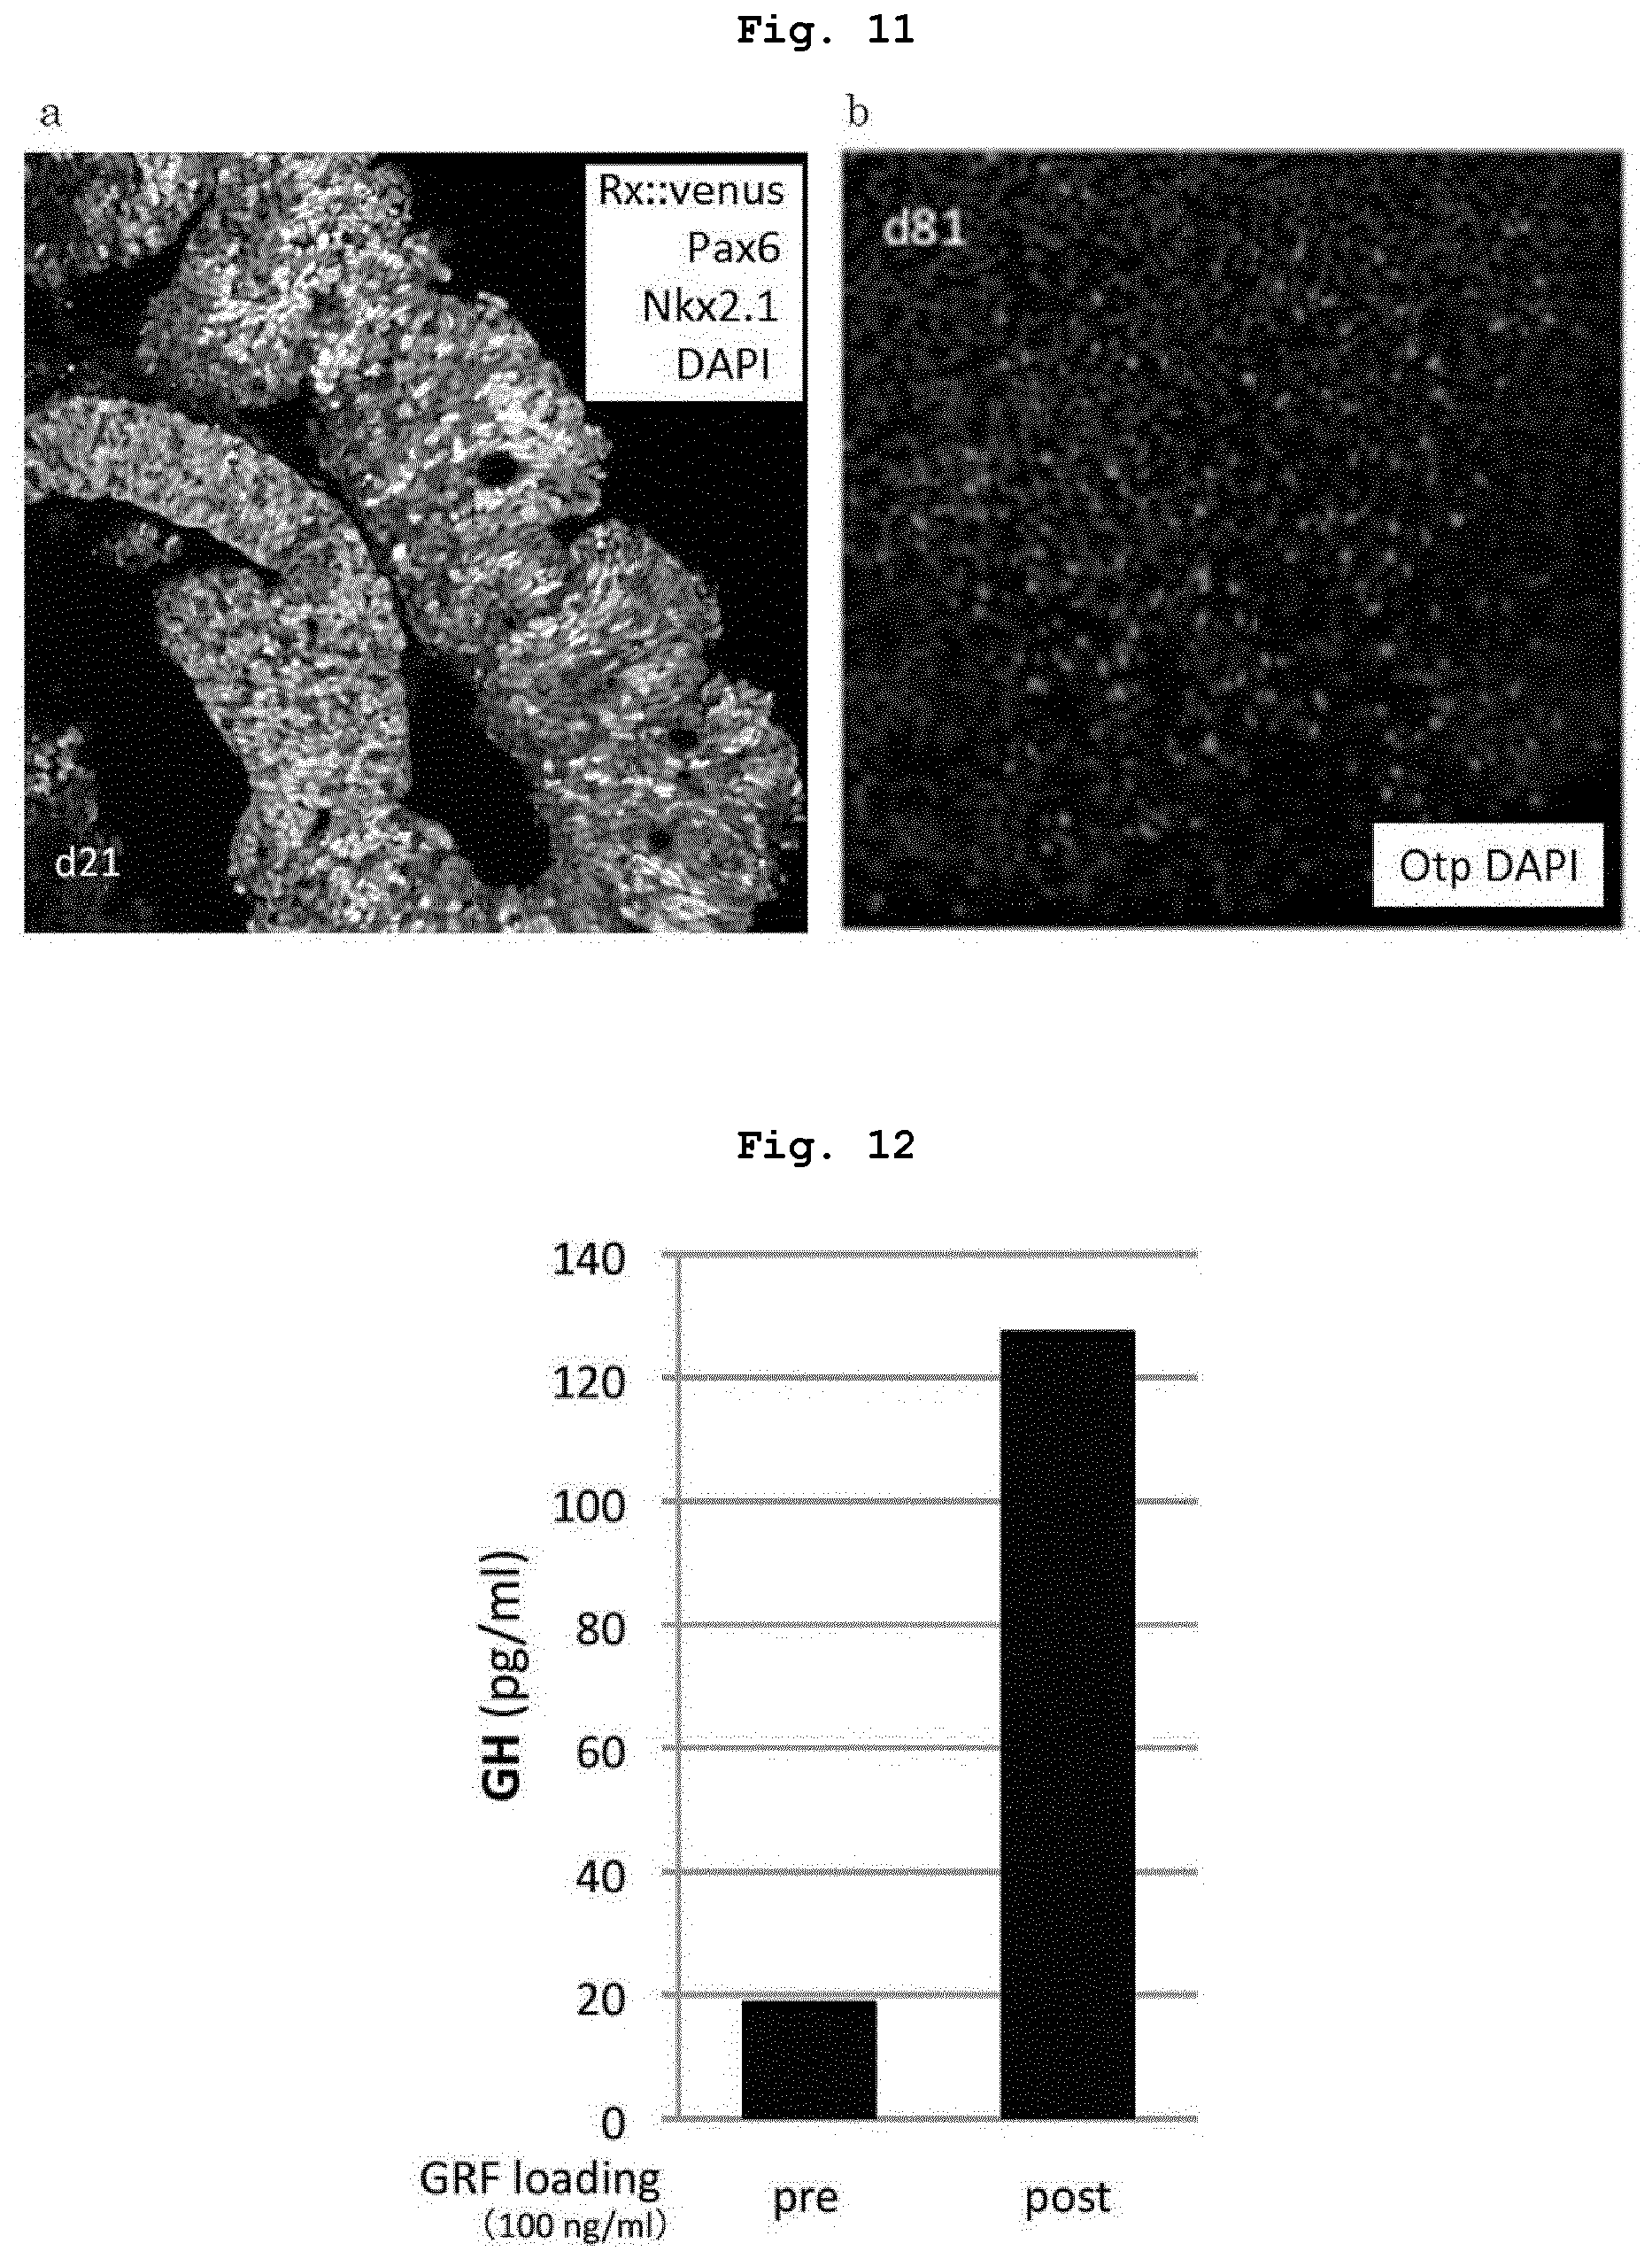 Fig. 11
a
b
Rx::venus
Pax6
Nkx2.1
DAPI
d21
d81
Otp DAPI
Fig. 12
140
120
100
80
60
40
20
0
GH (pg/ml)
GRF loading
(100 ng/ml)
pre
post